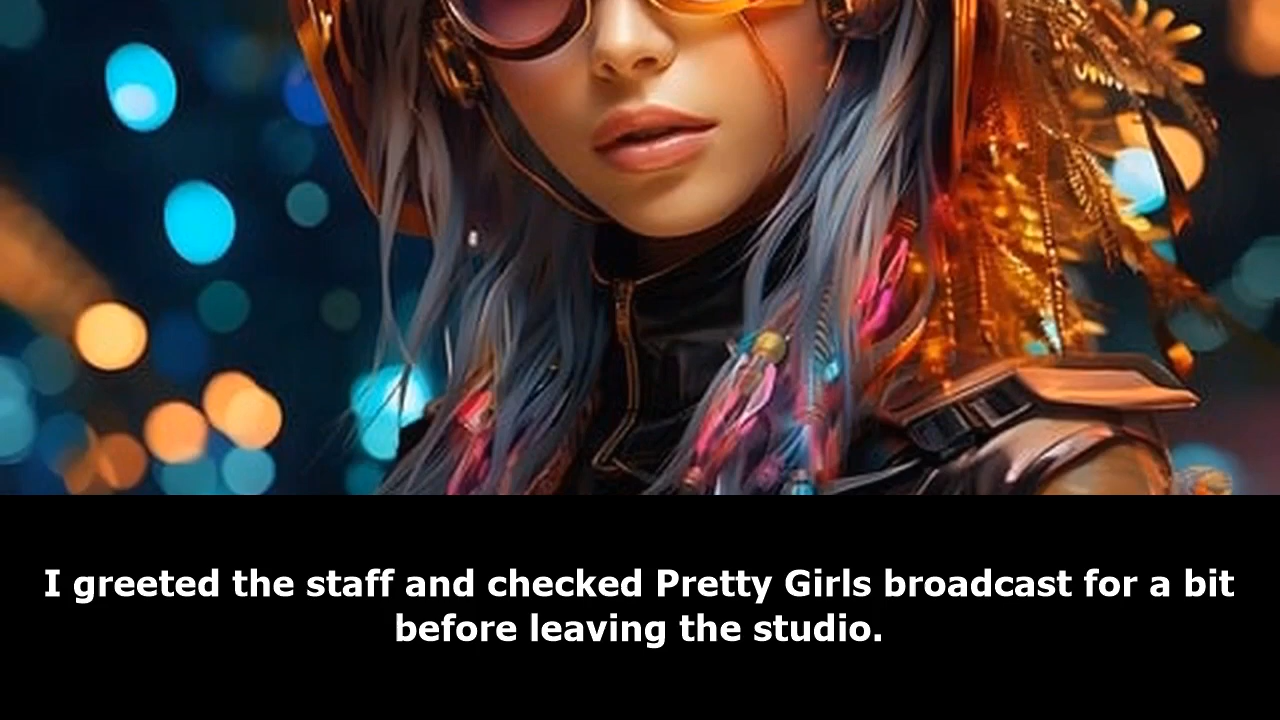 I greeted the staff and checked Pretty Girls broadcast for a bit
before leaving the studio.